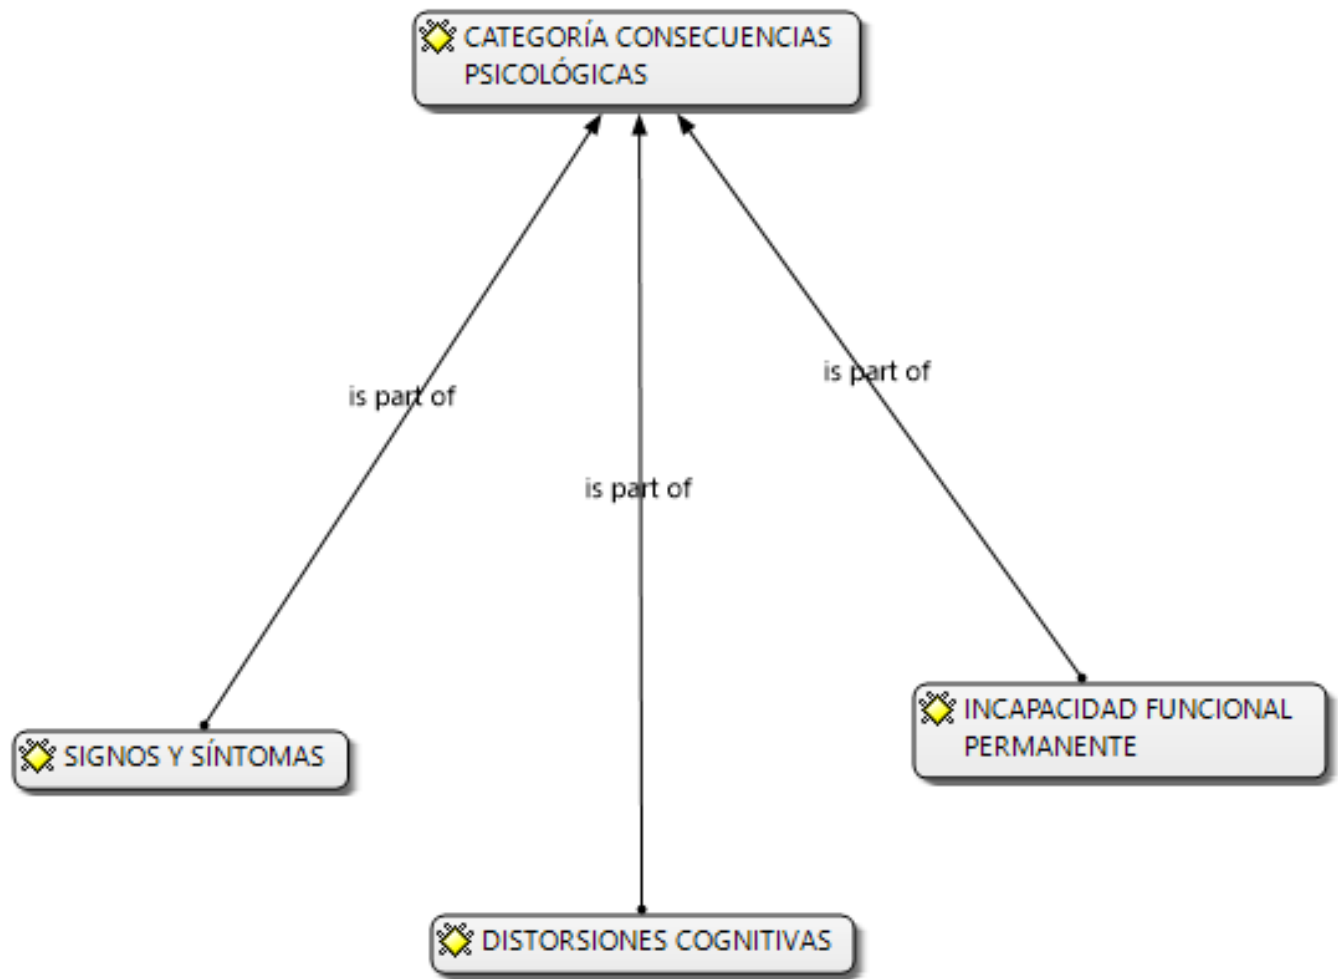 CATEGORÍA CONSECUENCIAS
PSICOLÓGICAS
is part of
is part of
is part of
INCAPACIDAD FUNCIONAL
PERMANENTE
SIGNOS Y SÍNTOMAS
DISTORSIONES COGNITIVAS